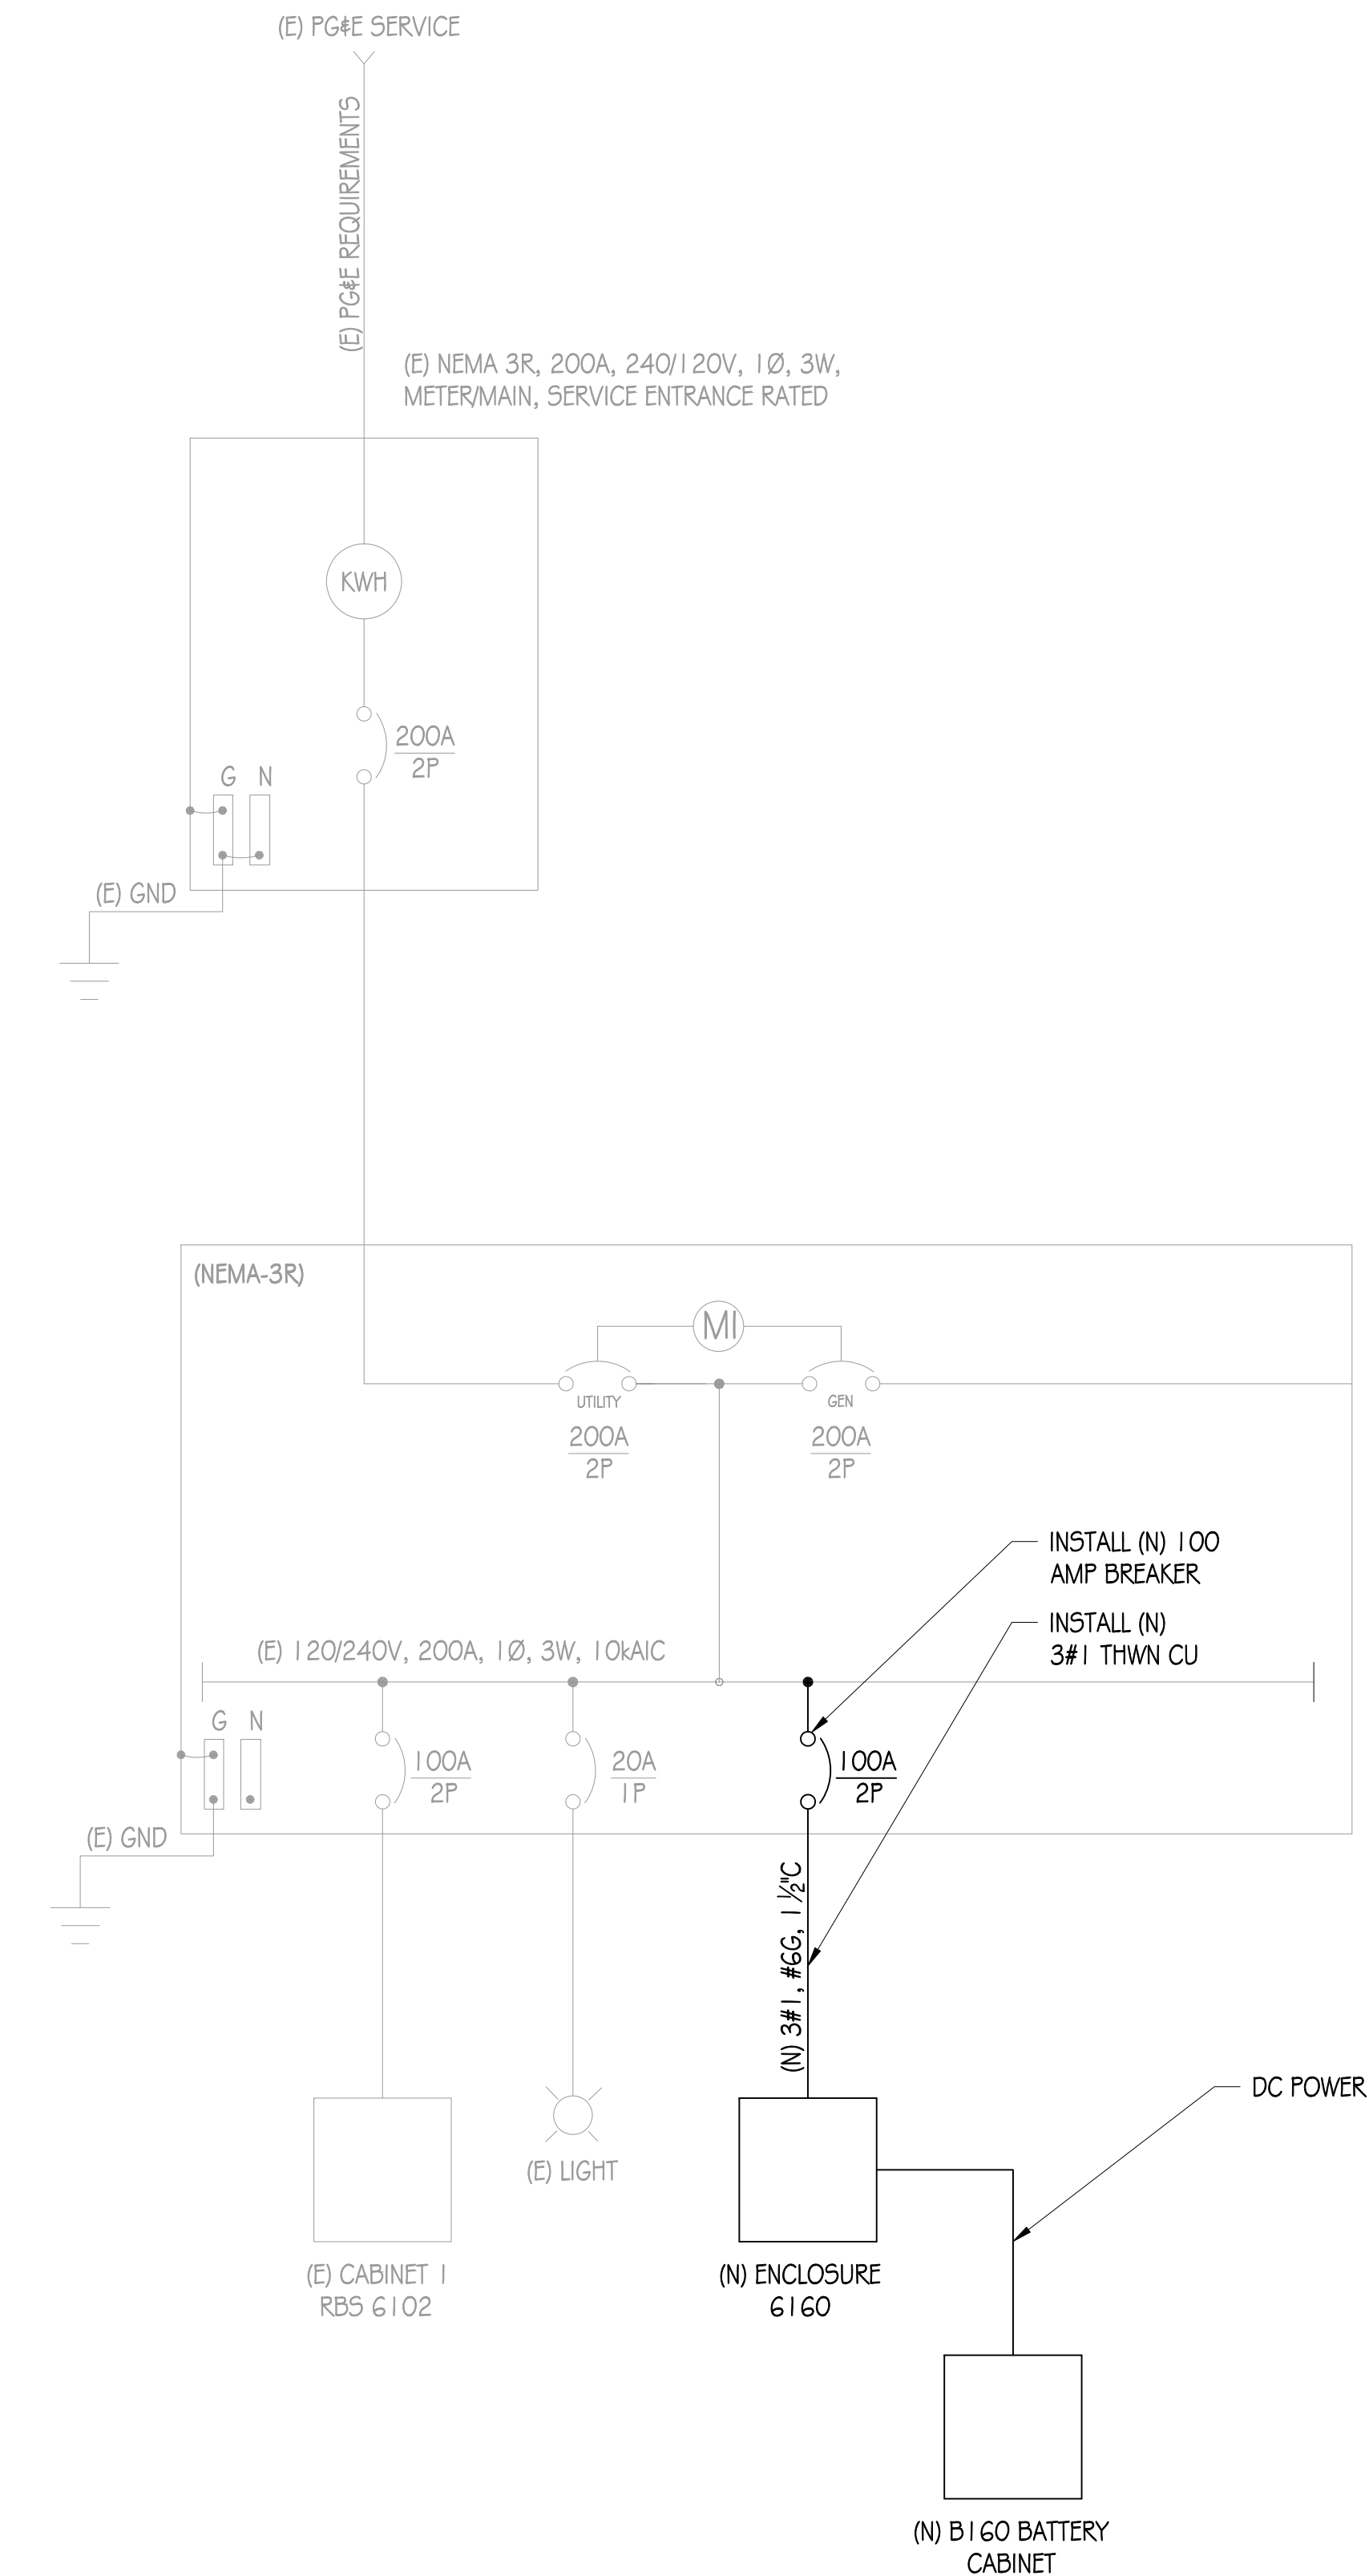 (E) PG&E SERVICE
(E) PG&E REQUIREMENTS
(E) NEMA 3R, 200A, 240/120V, 1Ø, 3W,
METER/MAIN, SERVICE ENTRANCE RATED
KWH
200A
2P
G N
(E) GND
(NEMA-3R)
MI
UTILITY
GEN
200A
2P
200A
2P
INSTALL (N) 100
AMP BREAKER
INSTALL (N)
3#1 THWN CU
(E) 120/240V, 200A, 1Ø, 3W, 10kAIC
G N
100A
2P
20A
1P
100A
2P
(E) GND
(N) 3#1, #6G, 1 1/2"C
DC POWER
(E) LIGHT
(E) CABINET 1
RBS 6102
(N) ENCLOSURE
6160
(N) B160 BATTERY
CABINET